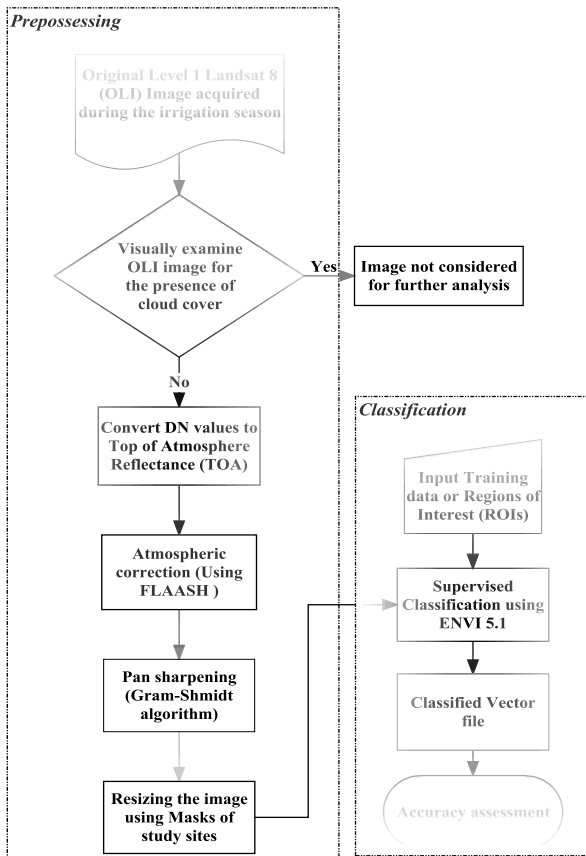 Prepossessing
Original Level 1 Landsat 8
(OLI) Image acquired
during the irrigation season
Visually examine
OLI image for
the presence of
cloud cover
Yes
Image not considered
for further analysis
No
Convert DN values to
Top of Atmosphere
Reflectance (TOA)
Atmospheric
correction (Using
FLAASH )
Pan sharpening
(Gram-Shmidt
algorithm)
Resizing the image
using Masks of
study sites
Classification
Input Training
data or Regions of
Interest (ROIs)
Supervised
Classification using
ENVI 5.1
Classified Vector
file
Accuracy assessment